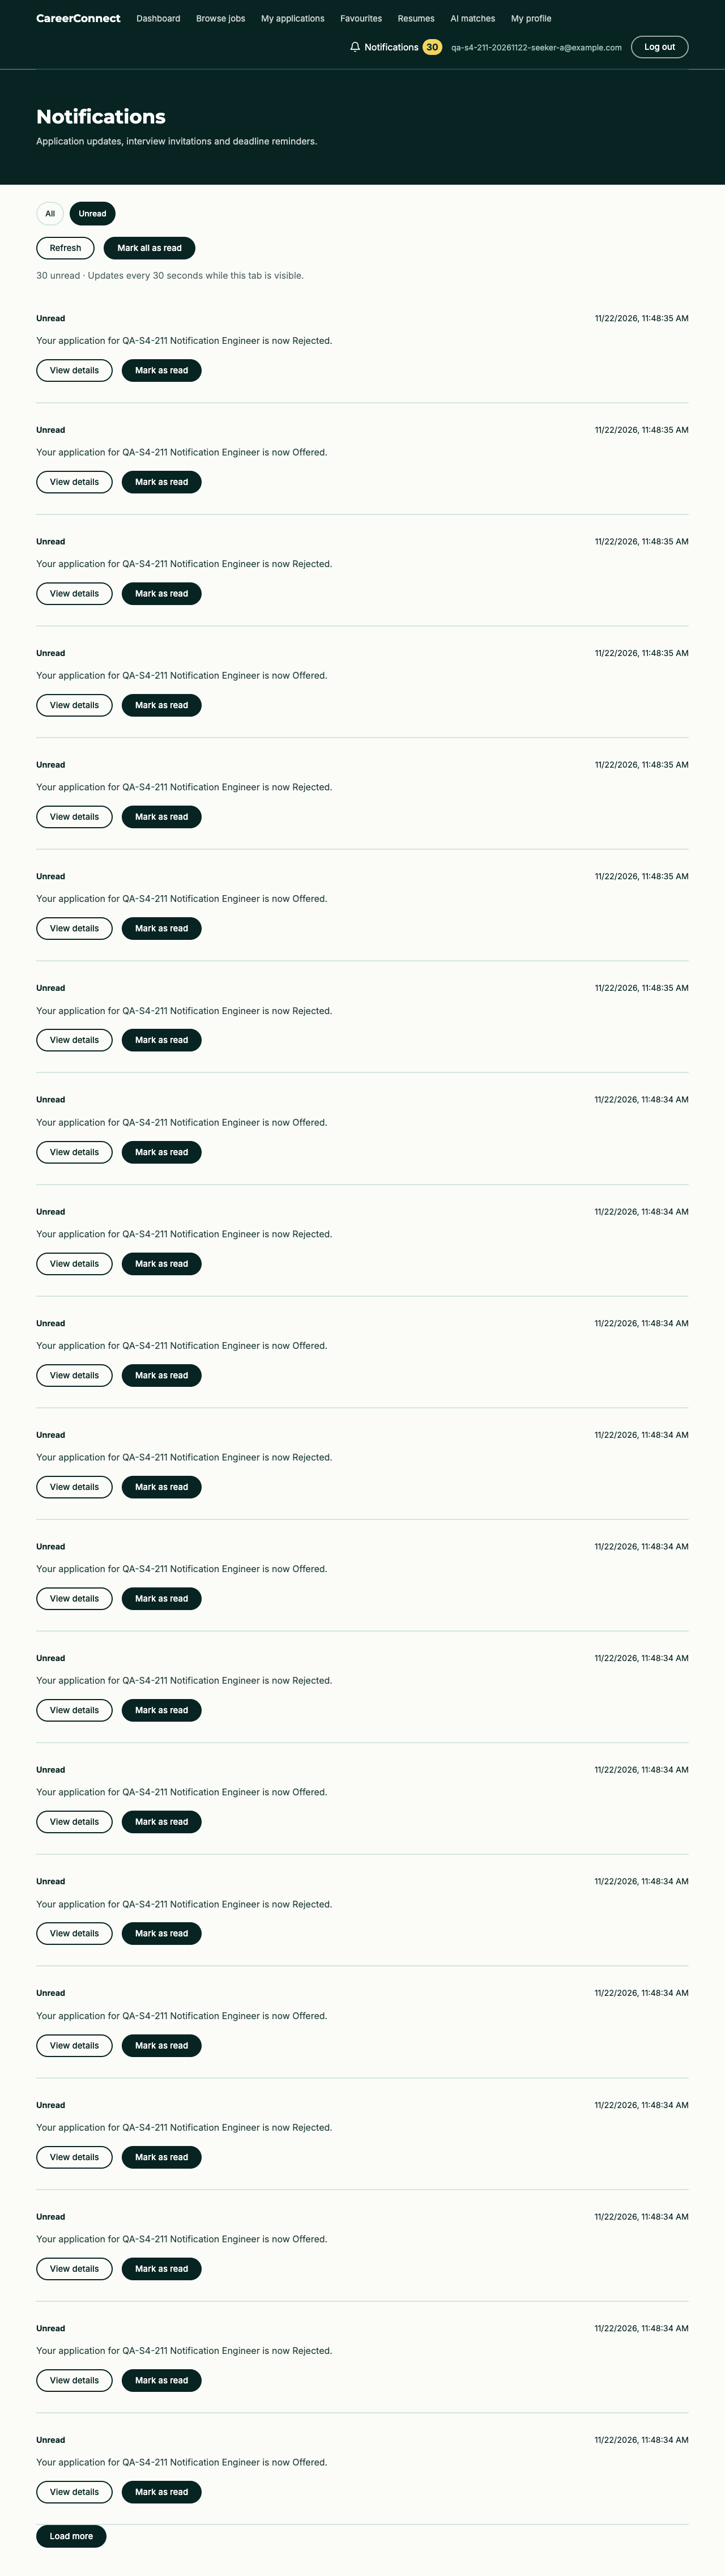 CareerConnect Dashboard Browse jobs My applications Favourites Resumes AI matches My profile
Notifications 30 qa-s4-211-20261122-seeker-a@example.com Log out
Notifications
Application updates, interview invitations and deadline reminders.
All Unread
Refresh Mark all as read
30 unread · Updates every 30 seconds while this tab is visible.
Unread 11/22/2026, 11:48:35 AM
Your application for QA-S4-211 Notification Engineer is now Rejected.
View details Mark as read
Unread 11/22/2026, 11:48:35 AM
Your application for QA-S4-211 Notification Engineer is now Offered.
View details Mark as read
Unread 11/22/2026, 11:48:35 AM
Your application for QA-S4-211 Notification Engineer is now Rejected.
View details Mark as read
Unread 11/22/2026, 11:48:35 AM
Your application for QA-S4-211 Notification Engineer is now Offered.
View details Mark as read
Unread 11/22/2026, 11:48:35 AM
Your application for QA-S4-211 Notification Engineer is now Rejected.
View details Mark as read
Unread 11/22/2026, 11:48:35 AM
Your application for QA-S4-211 Notification Engineer is now Offered.
View details Mark as read
Unread 11/22/2026, 11:48:35 AM
Your application for QA-S4-211 Notification Engineer is now Rejected.
View details Mark as read
Unread 11/22/2026, 11:48:34 AM
Your application for QA-S4-211 Notification Engineer is now Offered.
View details Mark as read
Unread 11/22/2026, 11:48:34 AM
Your application for QA-S4-211 Notification Engineer is now Rejected.
View details Mark as read
Unread 11/22/2026, 11:48:34 AM
Your application for QA-S4-211 Notification Engineer is now Offered.
View details Mark as read
Unread 11/22/2026, 11:48:34 AM
Your application for QA-S4-211 Notification Engineer is now Rejected.
View details Mark as read
Unread 11/22/2026, 11:48:34 AM
Your application for QA-S4-211 Notification Engineer is now Offered.
View details Mark as read
Unread 11/22/2026, 11:48:34 AM
Your application for QA-S4-211 Notification Engineer is now Rejected.
View details Mark as read
Unread 11/22/2026, 11:48:34 AM
Your application for QA-S4-211 Notification Engineer is now Offered.
View details Mark as read
Unread 11/22/2026, 11:48:34 AM
Your application for QA-S4-211 Notification Engineer is now Rejected.
View details Mark as read
Unread 11/22/2026, 11:48:34 AM
Your application for QA-S4-211 Notification Engineer is now Offered.
View details Mark as read
Unread 11/22/2026, 11:48:34 AM
Your application for QA-S4-211 Notification Engineer is now Rejected.
View details Mark as read
Unread 11/22/2026, 11:48:34 AM
Your application for QA-S4-211 Notification Engineer is now Offered.
View details Mark as read
Unread 11/22/2026, 11:48:34 AM
Your application for QA-S4-211 Notification Engineer is now Rejected.
View details Mark as read
Unread 11/22/2026, 11:48:34 AM
Your application for QA-S4-211 Notification Engineer is now Offered.
View details Mark as read
Load more